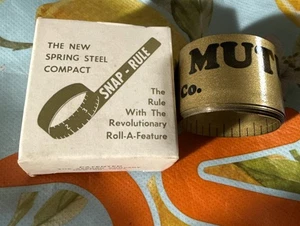 THE NEW
SPRING STEEL
COMPACT
SNAP-RULE
The
Rule
With The
Revolutionary
Roll-A-Feature
MUT
Co.